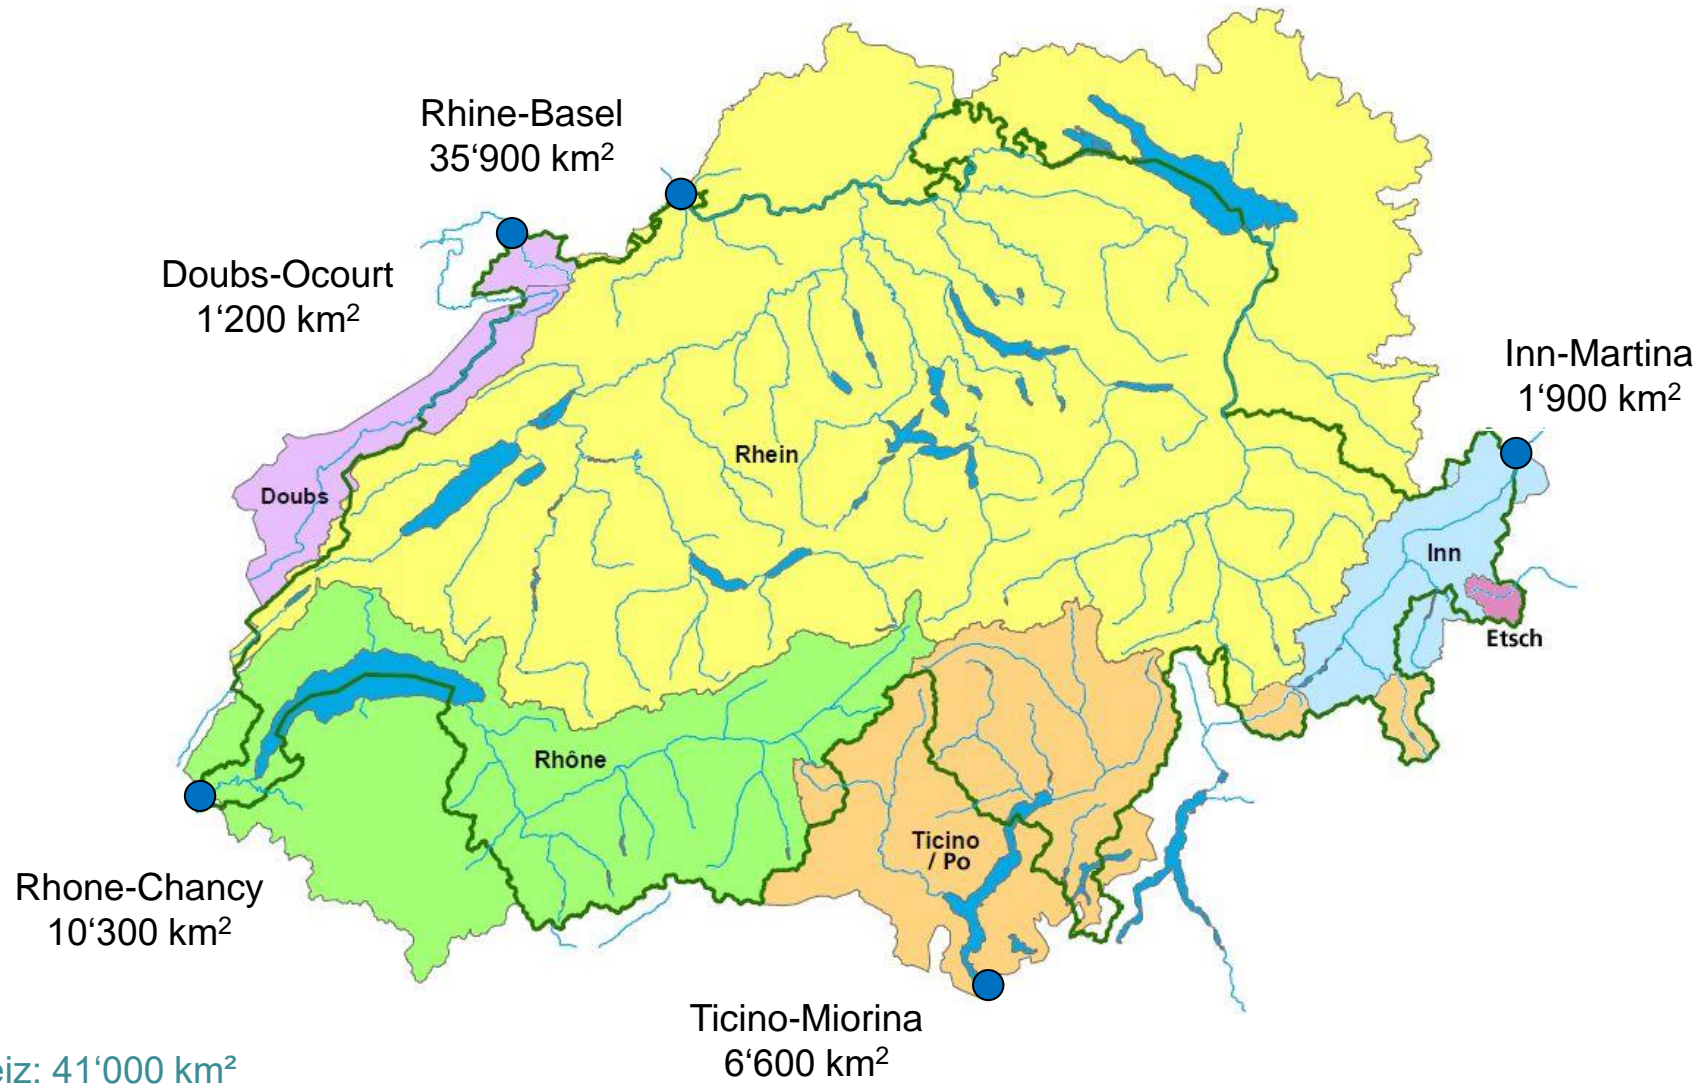 Rhine-Basel
35‘900 km²
Doubs-Ocourt
1‘200 km²
Inn-Martina
1‘900 km²
Rhein
Doubs
Inn
Etsch
Rhône
Ticino
/ Po
Rhone-Chancy
10‘300 km²
Ticino-Miorina
6‘600 km²
eiz: 41‘000 km²